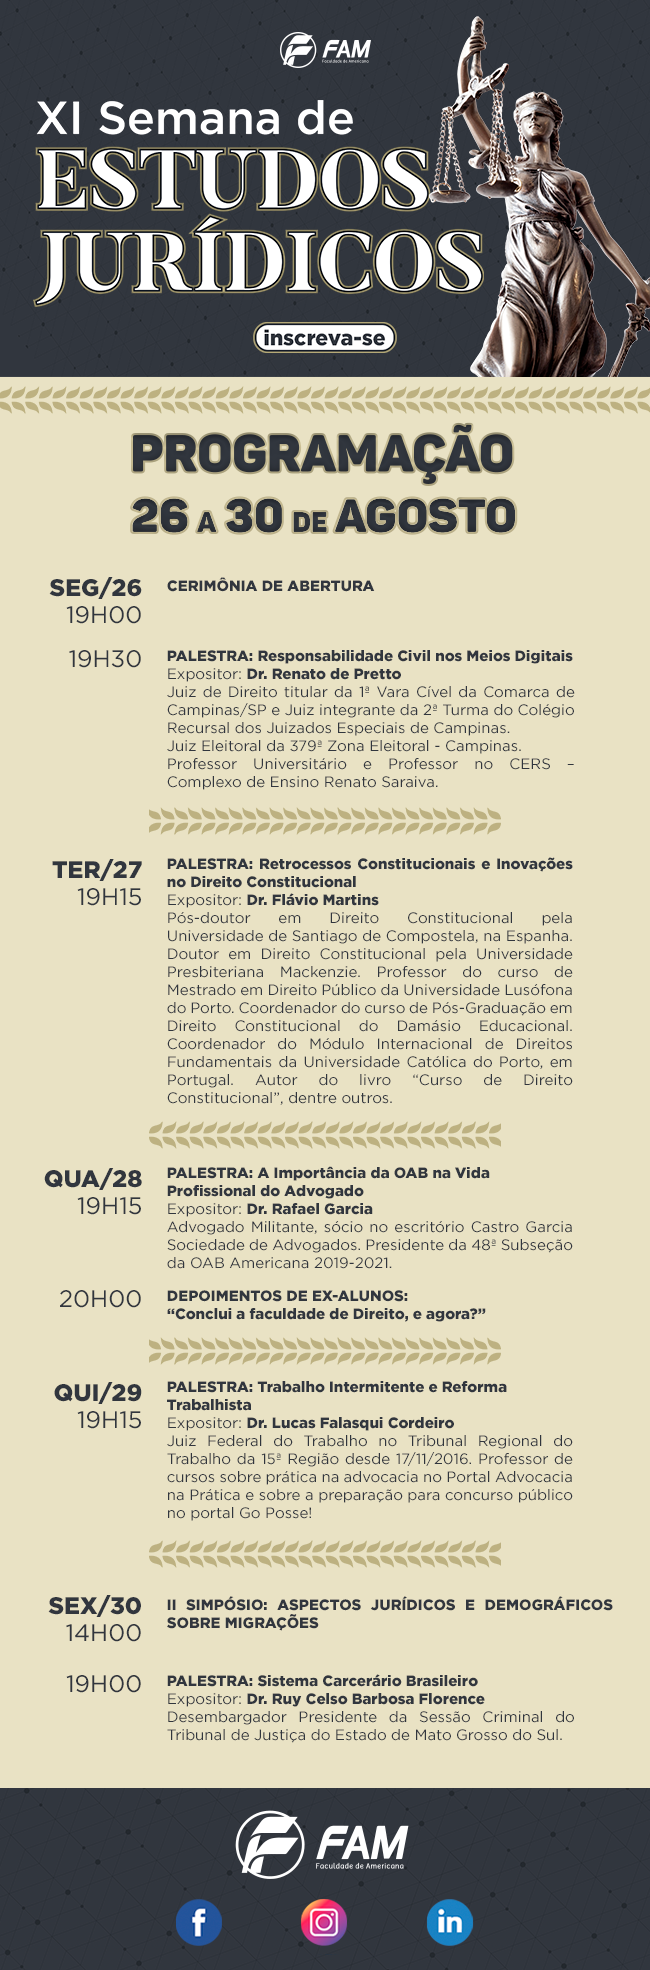 FAM
Faculdade de Americana
XI Semana de
ESTUDOS
JURÍDICOS
inscreva-se
PROGRAMAÇÃO
26 A 30 DE AGOSTO
SEG/26
19H00
CERIMÔNIA DE ABERTURA
19H30
PALESTRA: Responsabilidade Civil nos Meios Digitais
Expositor: Dr. Renato de Pretto
Juiz de Direito titular da 1ª Vara Cível da Comarca de
Campinas/SP e Juiz integrante da 2ª Turma do Colégio
Recursal dos Juizados Especiais de Campinas.
Juiz Eleitoral da 379ª Zona Eleitoral - Campinas.
Professor Universitário e Professor no CERS –
Complexo de Ensino Renato Saraiva.
TER/27
19H15
PALESTRA: Retrocessos Constitucionais e Inovações
no Direito Constitucional
Expositor: Dr. Flávio Martins
Pós-doutor em Direito Constitucional pela
Universidade de Santiago de Compostela, na Espanha.
Doutor em Direito Constitucional pela Universidade
Presbiteriana Mackenzie. Professor do curso de
Mestrado em Direito Público da Universidade Lusófona
do Porto. Coordenador do curso de Pós-Graduação em
Direito Constitucional do Damásio Educacional.
Coordenador do Módulo Internacional de Direitos
Fundamentais da Universidade Católica do Porto, em
Portugal. Autor do livro “Curso de Direito
Constitucional”, dentre outros.
QUA/28
19H15
PALESTRA: A Importância da OAB na Vida
Profissional do Advogado
Expositor: Dr. Rafael Garcia
Advogado Militante, sócio no escritório Castro Garcia
Sociedade de Advogados. Presidente da 48ª Subseção
da OAB Americana 2019-2021.
20H00
DEPOIMENTOS DE EX-ALUNOS:
“Conclui a faculdade de Direito, e agora?”
QUI/29
19H15
PALESTRA: Trabalho Intermitente e Reforma
Trabalhista
Expositor: Dr. Lucas Falasqui Cordeiro
Juiz Federal do Trabalho no Tribunal Regional do
Trabalho da 15ª Região desde 17/11/2016. Professor de
cursos sobre prática na advocacia no Portal Advocacia
na Prática e sobre a preparação para concurso público
no portal Go Posse!
SEX/30
14H00
II SIMPÓSIO: ASPECTOS JURÍDICOS E DEMOGRÁFICOS
SOBRE MIGRAÇÕES
19H00
PALESTRA: Sistema Carcerário Brasileiro
Expositor: Dr. Ruy Celso Barbosa Florence
Desembargador Presidente da Sessão Criminal do
Tribunal de Justiça do Estado de Mato Grosso do Sul.
FAM
Faculdade de Americana
f
in